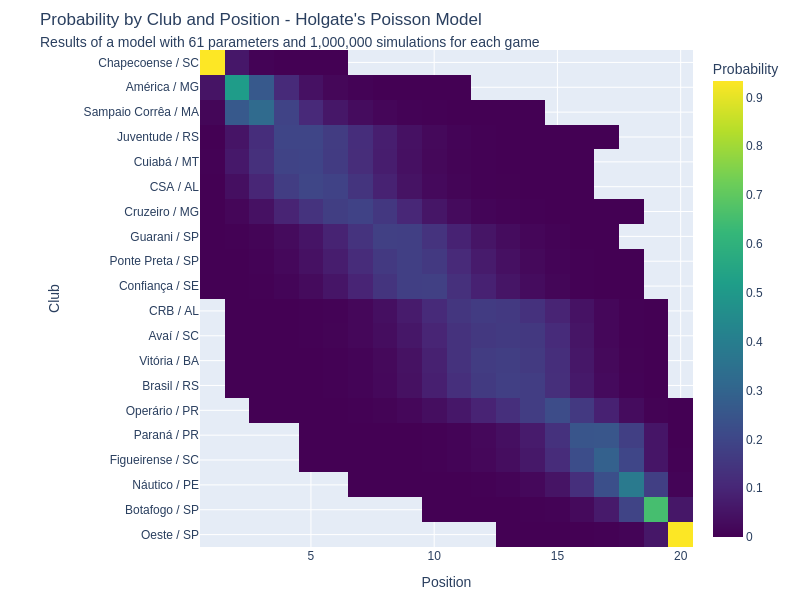 Probability by Club and Position - Holgate's Poisson Model
Results of a model with 61 parameters and 1,000,000 simulations for each game
Chapecoense / SC
América / MG
Sampaio Corrêa / MA
Juventude / RS
Cuiabá / MT
CSA / AL
Cruzeiro / MG
Guarani / SP
Ponte Preta / SP
Confiança / SE
CRB / AL
Avaí / SC
Vitória / BA
Brasil / RS
Operário / PR
Paraná / PR
Figueirense / SC
Náutico / PE
Botafogo / SP
Oeste / SP
Club
5
10
15
20
Position
Probability
0.9
0.8
0.7
0.6
0.5
0.4
0.3
0.2
0.1
0